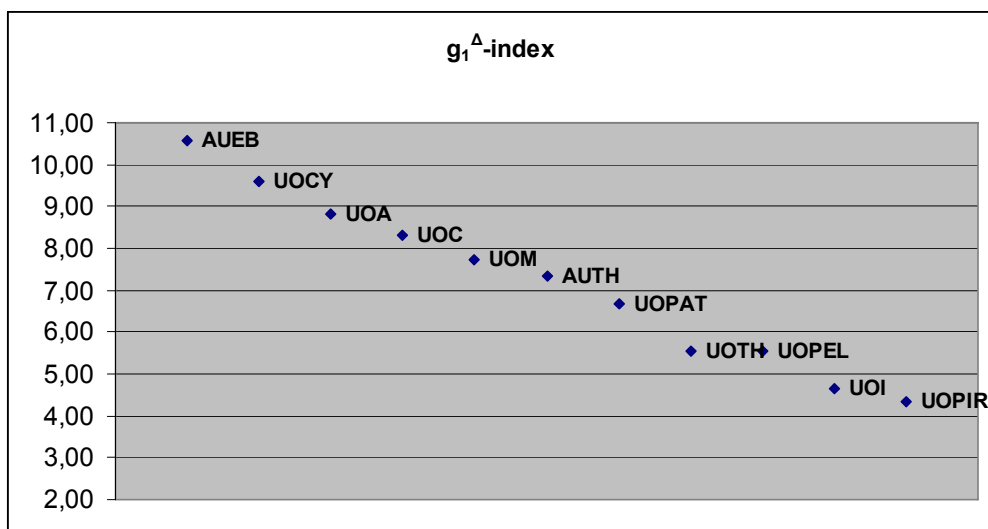 g₁ᐃ-index
11,00
AUEB
10,00
UOCY
9,00
UOA
8,00
UOC
UOM
7,00
AUTH
UOPAT
6,00
UOTH UOPEL
5,00
UOI
UOPIR
4,00
3,00
2,00